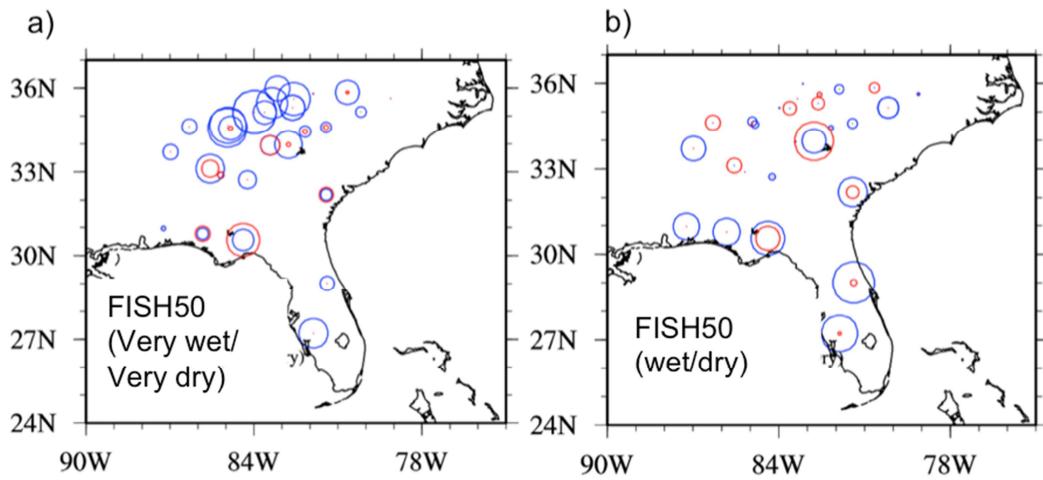 a)
36N
33N
30N
27N
24N
90W 84W 78W
FISH50
(Very wet/
Very dry)
y)
b)
36N
33N
30N
27N
24N
90W 84W 78W
FISH50
(wet/dry)
ry)